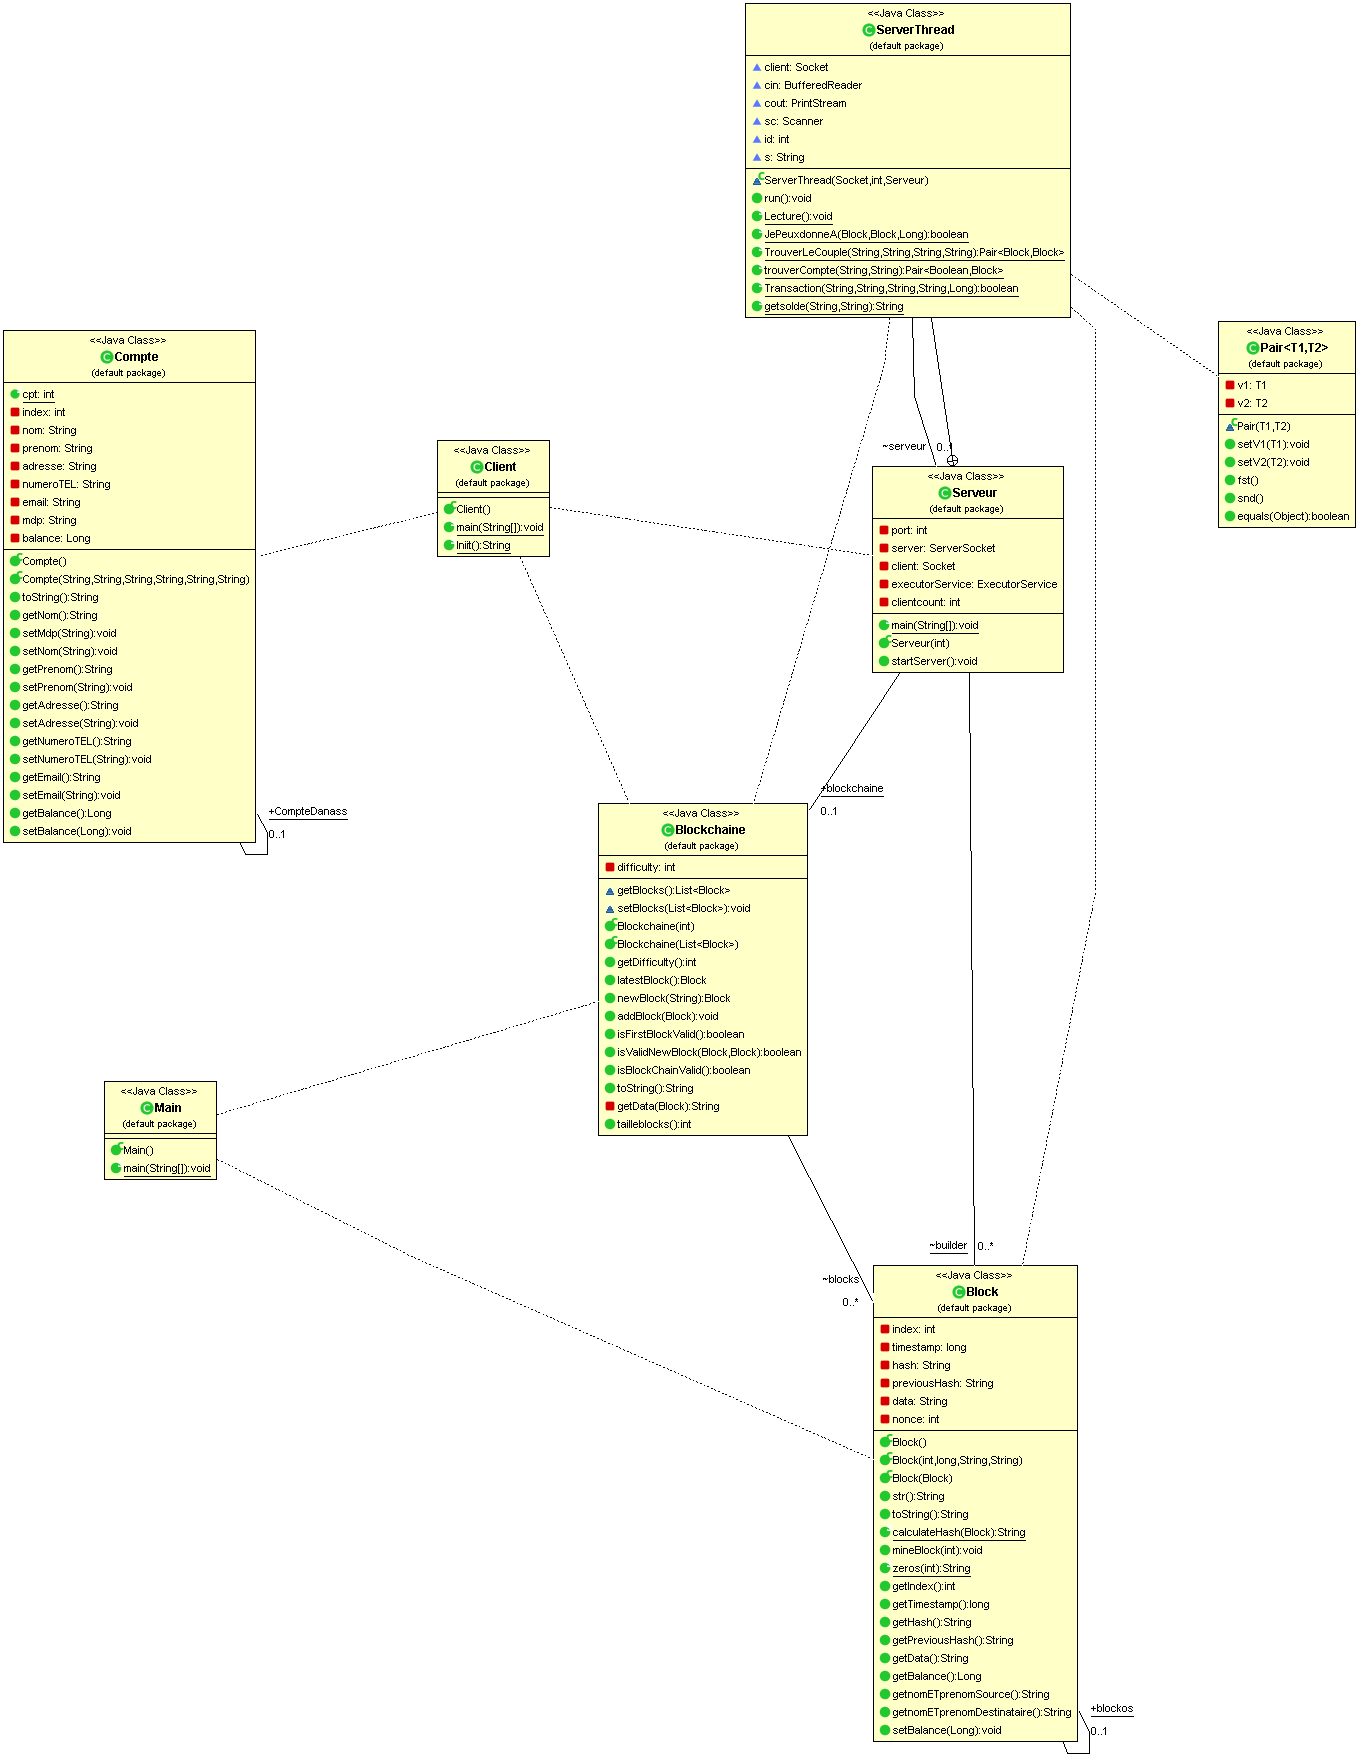 <<Java Class>>
ServerThread
(default package)
client: Socket
cin: BufferedReader
cout: PrintStream
sc: Scanner
id: int
s: String
ServerThread(Socket,int,Serveur)
run():void
Lecture():void
JePeuxdonneA(Block,Block,Long):boolean
TrouverLeCouple(String,String,String,String):Pair<Block,Block>
trouverCompte(String,String):Pair<Boolean,Block>
Transaction(String,String,String,String,Long):boolean
getsolde(String,String):String
<<Java Class>>
Pair<T1,T2>
(default package)
v1: T1
v2: T2
Pair(T1,T2)
setV1(T1):void
setV2(T2):void
fst()
snd()
equals(Object):boolean
<<Java Class>>
Compte
(default package)
cpt: int
index: int
nom: String
prenom: String
adresse: String
numeroTEL: String
email: String
mdp: String
balance: Long
Compte()
Compte(String,String,String,String,String,String)
toString():String
getNom():String
setMdp(String):void
setNom(String):void
getPrenom():String
setPrenom(String):void
getAdresse():String
setAdresse(String):void
getNumeroTEL():String
setNumeroTEL(String):void
getEmail():String
setEmail(String):void
getBalance():Long
setBalance(Long):void
+CompteDanass
0..1
<<Java Class>>
Client
(default package)
Client()
main(String[]):void
Iniit():String
~serveur 0..1
<<Java Class>>
Serveur
(default package)
port: int
server: ServerSocket
client: Socket
executorService: ExecutorService
clientcount: int
main(String[]):void
Serveur(int)
startServer():void
+blockchaine
0..1
<<Java Class>>
Blockchaine
(default package)
difficulty: int
getBlocks():List<Block>
setBlocks(List<Block>):void
Blockchaine(int)
Blockchaine(List<Block>)
getDifficulty():int
latestBlock():Block
newBlock(String):Block
addBlock(Block):void
isFirstBlockValid():boolean
isValidNewBlock(Block,Block):boolean
isBlockChainValid():boolean
toString():String
getData(Block):String
tailleblocks():int
<<Java Class>>
Main
(default package)
Main()
main(String[]):void
~builder 0..*
~blocks
0..*
<<Java Class>>
Block
(default package)
index: int
timestamp: long
hash: String
previousHash: String
data: String
nonce: int
Block()
Block(int,long,String,String)
Block(Block)
str():String
toString():String
calculateHash(Block):String
mineBlock(int):void
zeros(int):String
getIndex():int
getTimestamp():long
getHash():String
getPreviousHash():String
getData():String
getBalance():Long
getnomETprenomSource():String
getnomETprenomDestinataire():String
setBalance(Long):void
+blockos
0..1